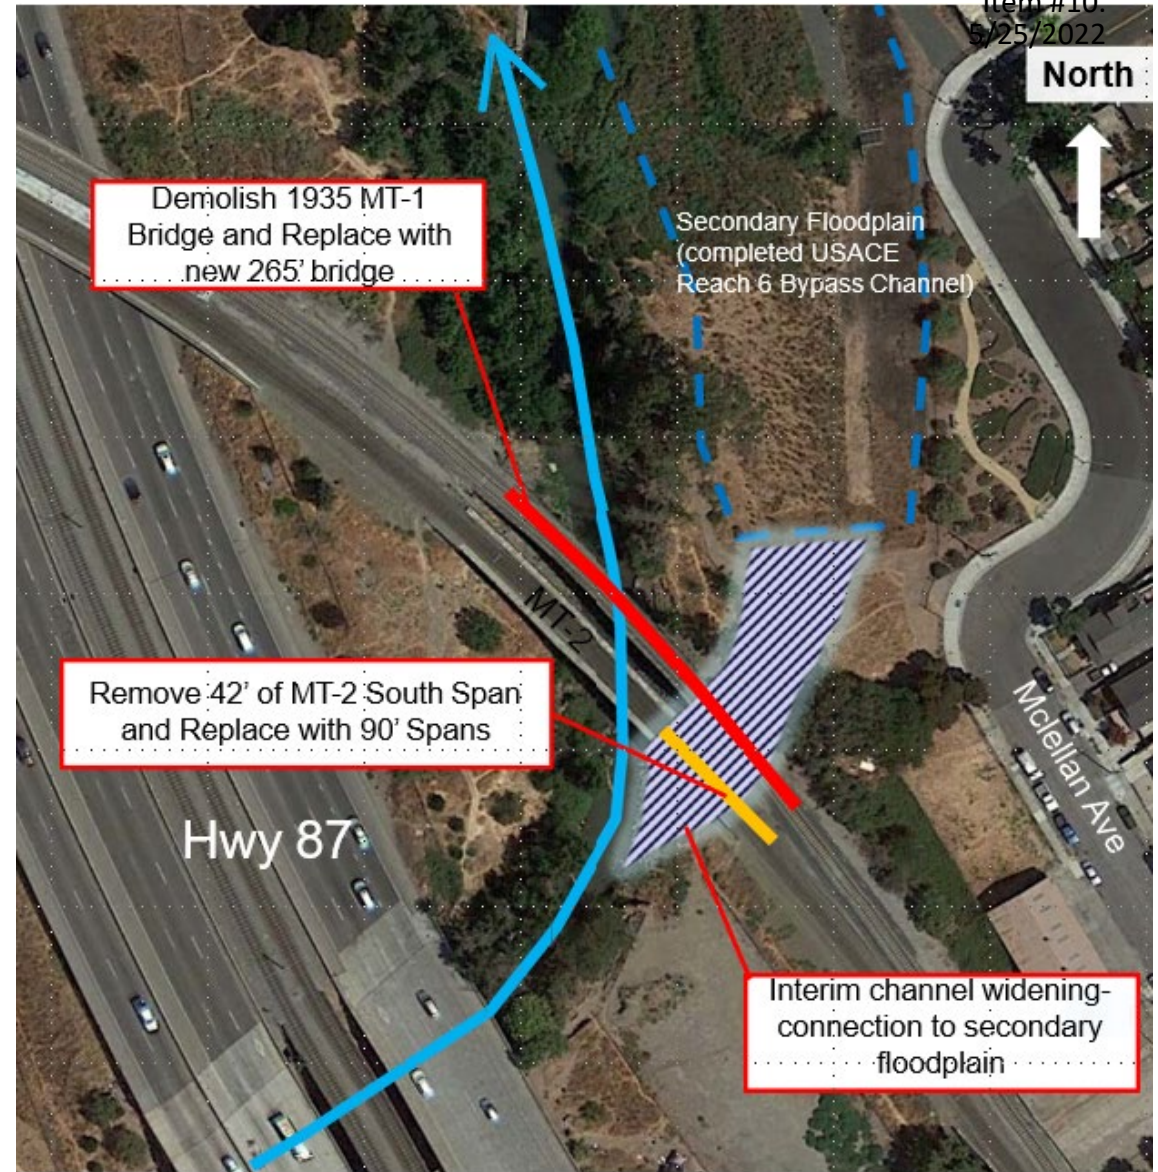 Item #10.
5/25/2022
North
Demolish 1935 MT-1
Bridge and Replace with
new 265' bridge
Secondary Floodplain
(completed USACE
Reach 6 Bypass Channel)
MT-2
Remove 42' of MT-2 South Span
and Replace with 90' Spans
Mclellan Ave
Hwy 87
Interim channel widening-
connection to secondary
floodplain